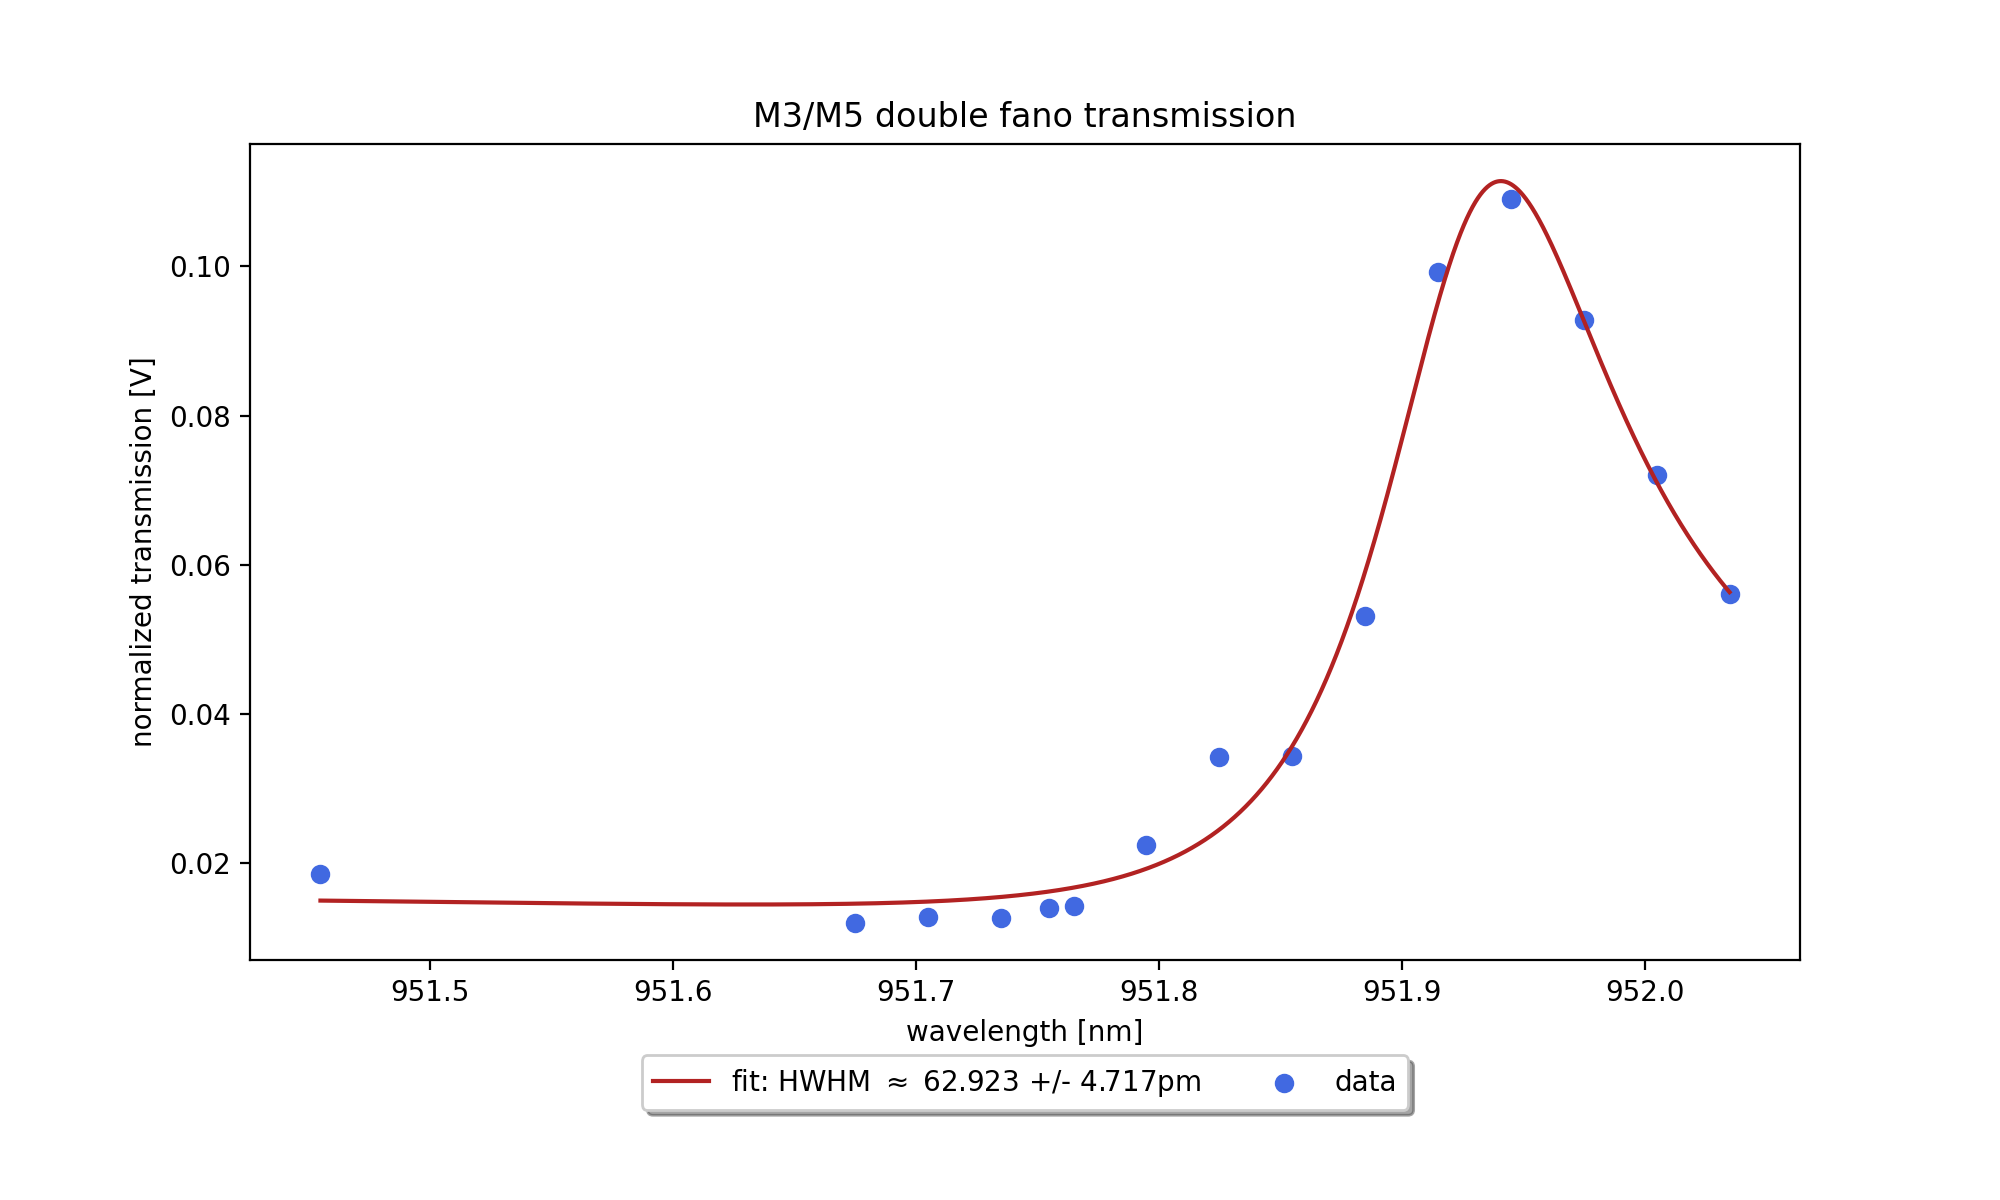 M3/M5 double fano transmission
normalized transmission [V]
0.10
0.08
0.06
0.04
0.02
951.5 951.6 951.7 951.8 951.9 952.0
wavelength [nm]
fit: HWHM ≈ 62.923 +/- 4.717pm data